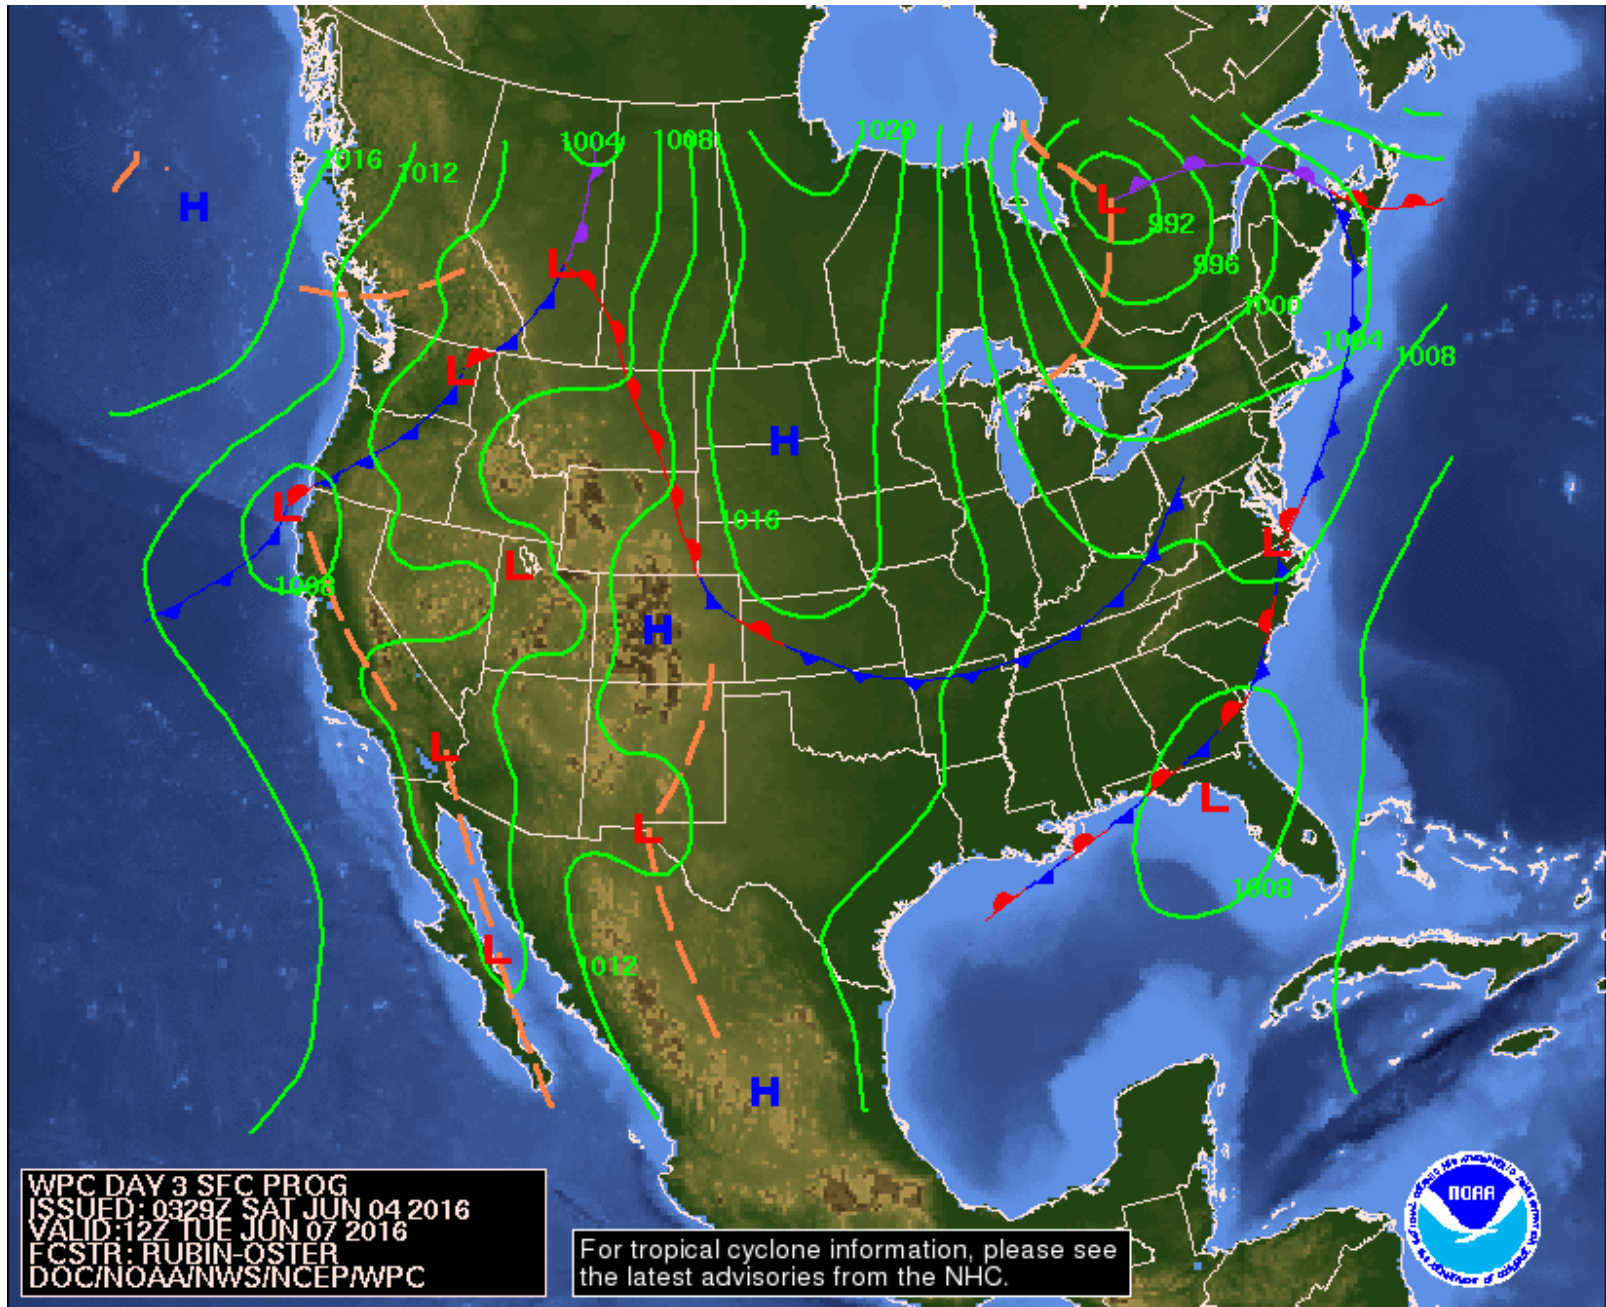 1016
1012
1004
1008
1020
H
L
992
L
996
1000
L
1004
1008
H
L
1016
L
L
1008
H
L
L
L
1008
L
1012
H
WPC DAY 3 SFC PROG
ISSUED: 0329Z SAT JUN 04 2016
VALID:12Z TUE JUN 07 2016
FCSTR: RUBIN-OSTER
DOC/NOAA/NWS/NCEP/WPC
For tropical cyclone information, please see
the latest advisories from the NHC.
NOAA